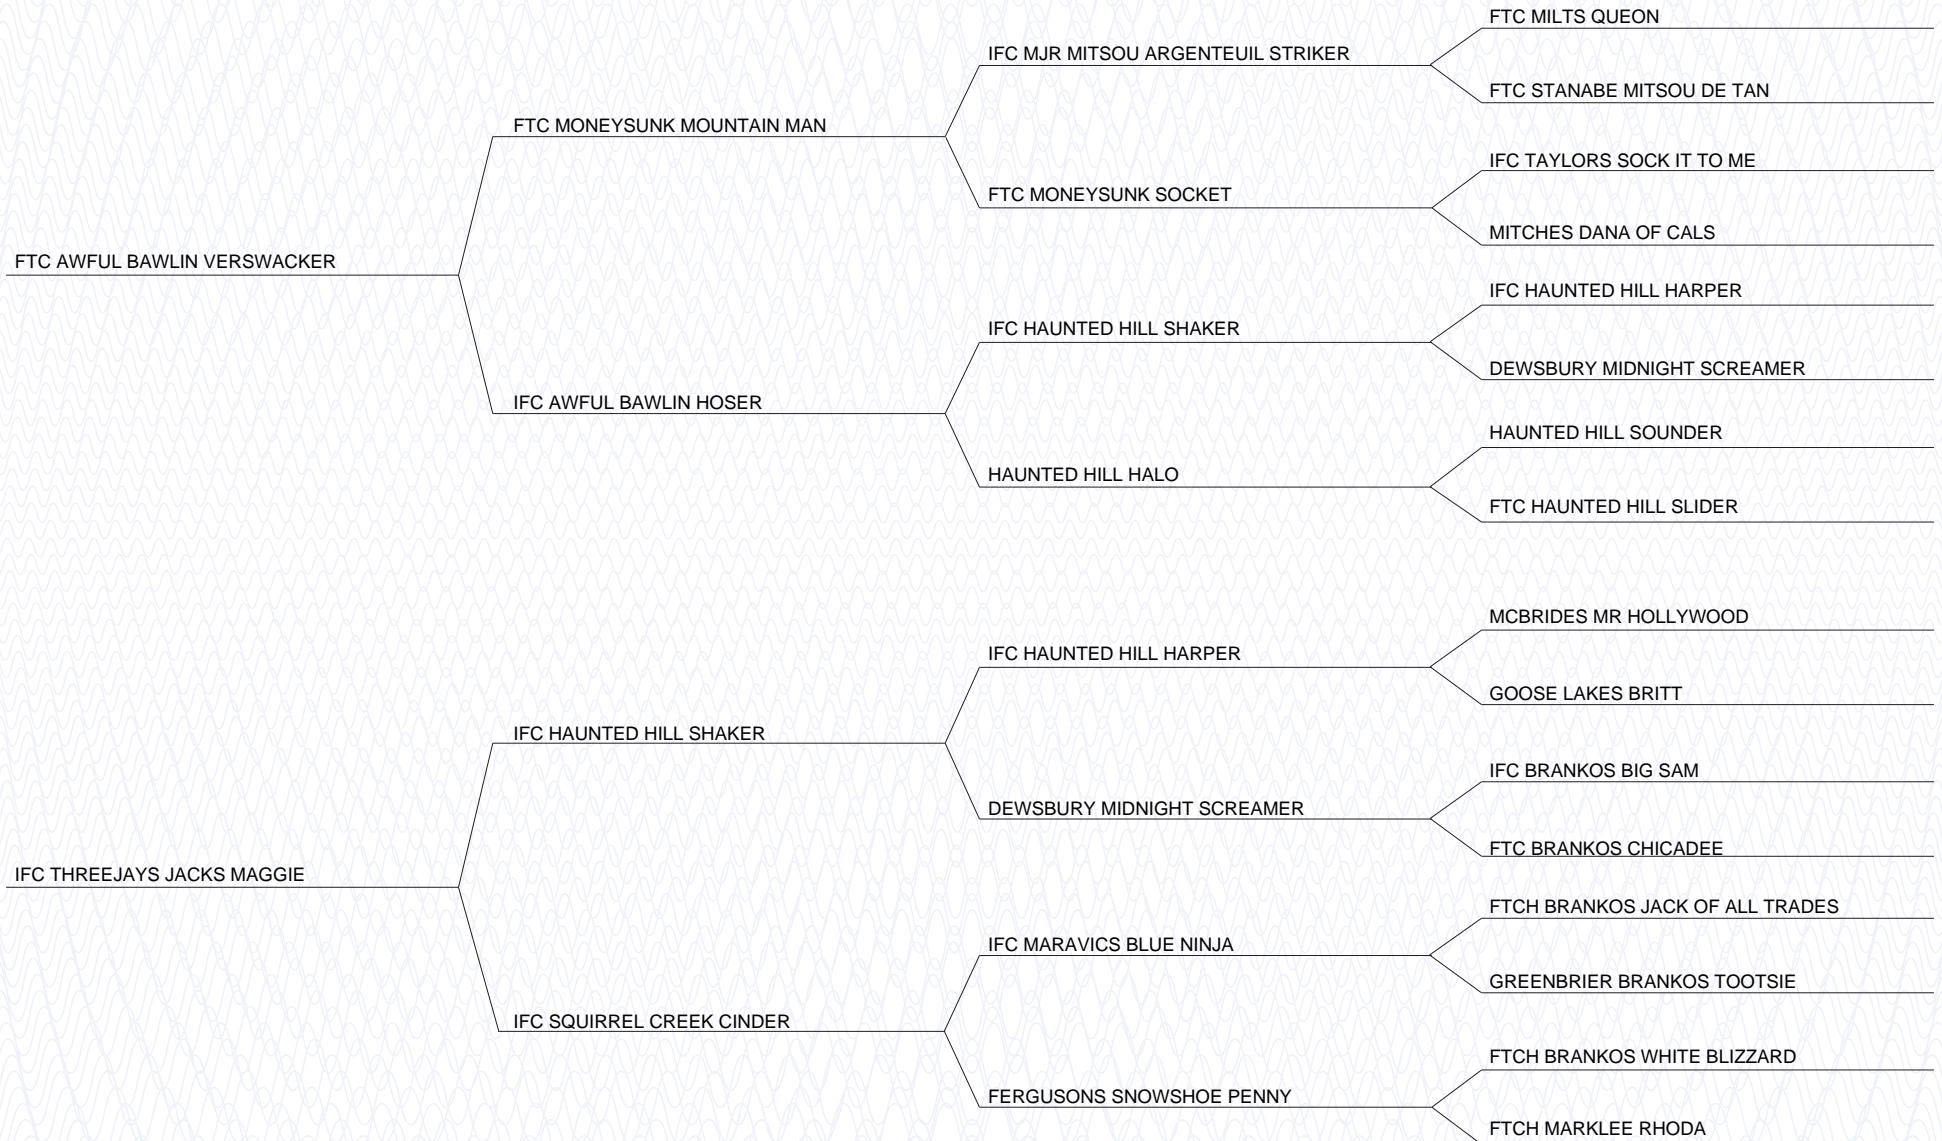 FTC AWFUL BAWLIN VERSWACKER
FTC MONEYSUNK MOUNTAIN MAN
IFC MJR MITSOU ARGENTEUIL STRIKER
FTC MILTS QUEON
FTC STANABE MITSOU DE TAN
FTC MONEYSUNK SOCKET
IFC TAYLORS SOCK IT TO ME
MITCHES DANA OF CALS
IFC AWFUL BAWLIN HOSER
IFC HAUNTED HILL SHAKER
IFC HAUNTED HILL HARPER
DEWSBURY MIDNIGHT SCREAMER
HAUNTED HILL HALO
HAUNTED HILL SOUNDER
FTC HAUNTED HILL SLIDER
IFC THREEJAYS JACKS MAGGIE
IFC HAUNTED HILL SHAKER
IFC HAUNTED HILL HARPER
MCBRIDES MR HOLLYWOOD
GOOSE LAKES BRITT
DEWSBURY MIDNIGHT SCREAMER
IFC BRANKOS BIG SAM
FTC BRANKOS CHICADEE
IFC SQUIRREL CREEK CINDER
IFC MARAVICS BLUE NINJA
FTCH BRANKOS JACK OF ALL TRADES
GREENBRIER BRANKOS TOOTSIE
FERGUSONS SNOWSHOE PENNY
FTCH BRANKOS WHITE BLIZZARD
FTCH MARKLEE RHODA